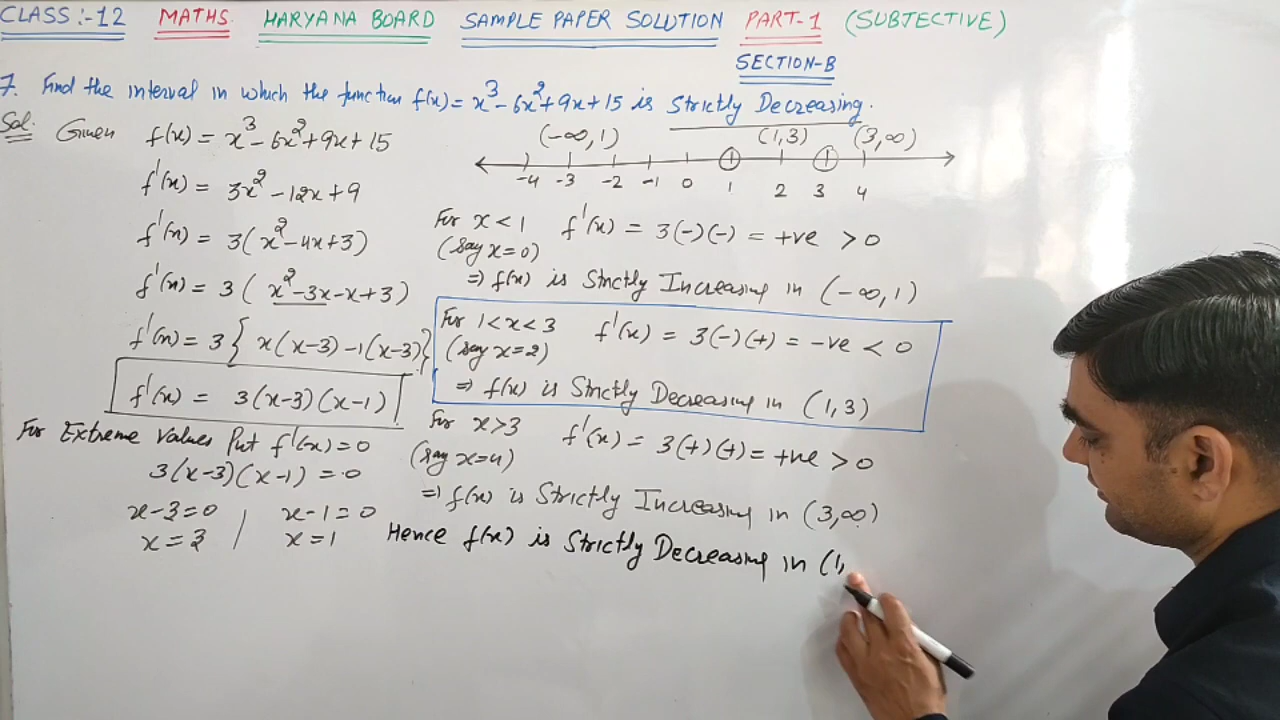 CLASS:-12 MATHS. HARYANA BOARD SAMPLE PAPER SOLUTION PART-1 (SUBJECTIVE)
SECTION-B
7. Find the interval in which the function f(x) = x³ - 6x² + 9x + 15 is Strictly Decreasing.
Sol. Given f(x) = x³ - 6x² + 9x + 15
f'(x) = 3x² - 12x + 9
f'(x) = 3(x² - 4x + 3)
f'(x) = 3(x² - 3x - x + 3)
f'(x) = 3{x(x-3) - 1(x-3)}
f'(x) = 3(x-3)(x-1)
For Extreme Values Put f'(x) = 0
3(x-3)(x-1) = 0
x-3=0 / x-1=0
x=3 / x=1
(-∞,1) (1,3) (3,∞)
-4 -3 -2 -1 0 1 2 3 4
For x<1 f'(x) = 3(-)(-) = +ve > 0
(Say x=0)
⇒ f(x) is Strictly Increasing in (-∞,1)
For 1<x<3 f'(x) = 3(-)(+) = -ve < 0
(Say x=2)
⇒ f(x) is Strictly Decreasing in (1,3)
For x>3 f'(x) = 3(+)(+) = +ve > 0
(Say x=4)
⇒ f(x) is Strictly Increasing in (3,∞)
Hence f(x) is Strictly Decreasing in (1,